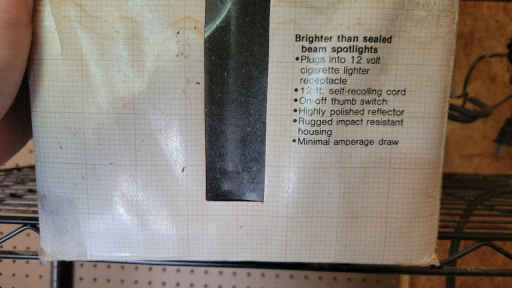 Brighter than sealed
beam spotlights
•Plugs into 12 volt
cigarette lighter
receptacle
•12 ft. self-recoiling cord
•On-off thumb switch
•Highly polished reflector
•Rugged impact resistant
housing
•Minimal amperage draw